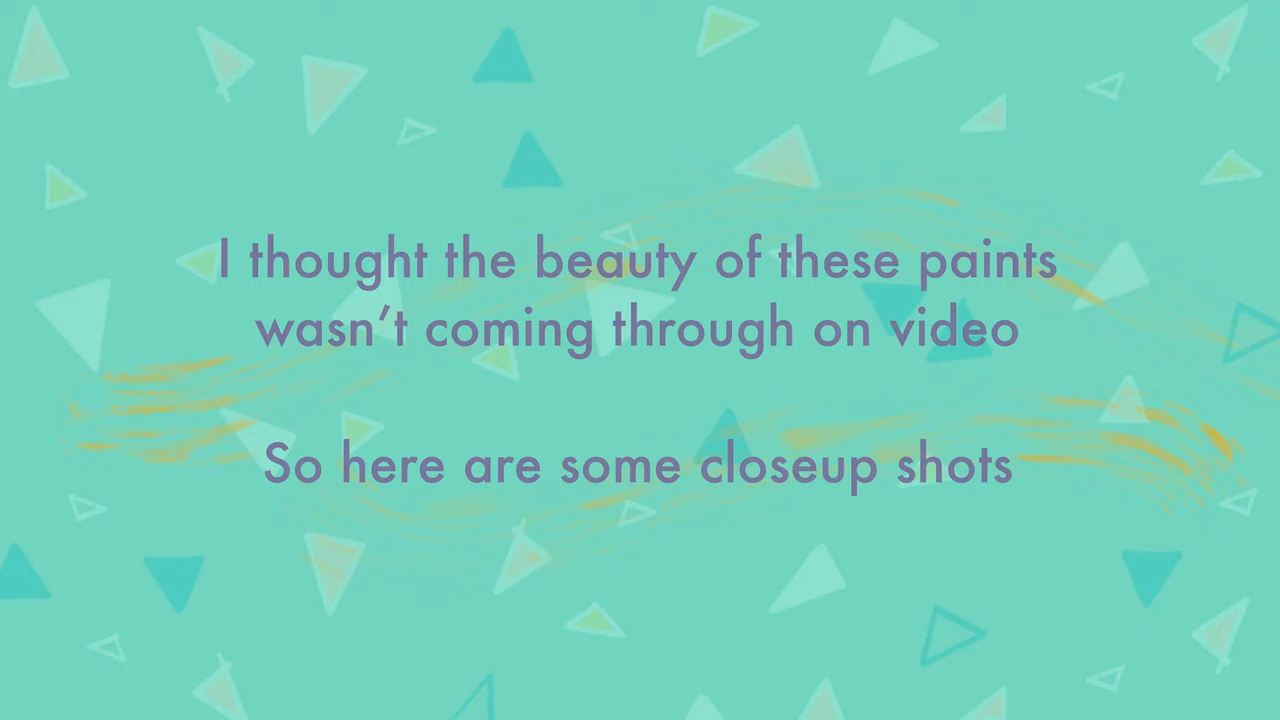 I thought the beauty of these paints
wasn’t coming through on video
So here are some closeup shots